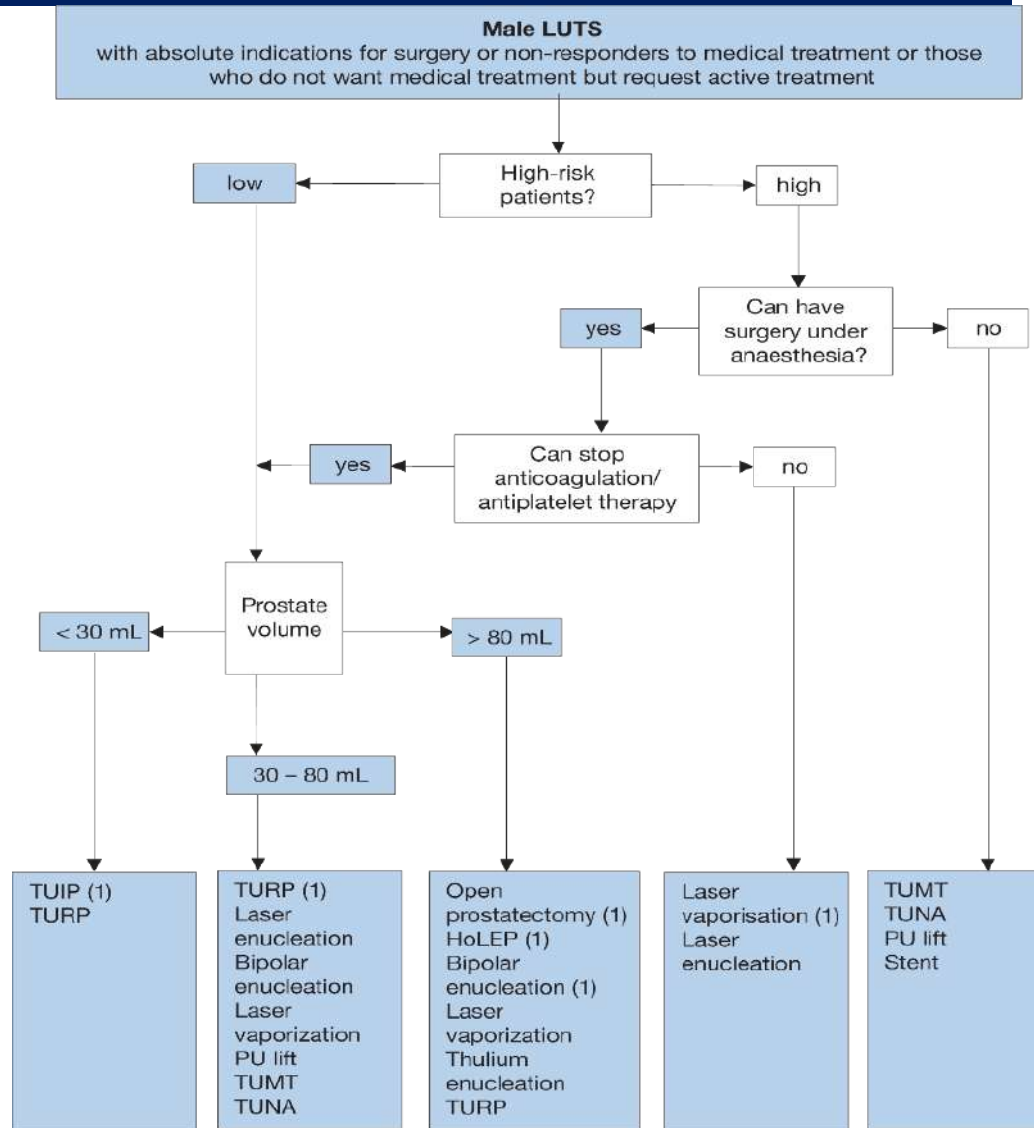 Male LUTS
with absolute indications for surgery or non-responders to medical treatment or those
who do not want medical treatment but request active treatment
low
High-risk
patients?
high
yes
Can have
surgery under
anaesthesia?
no
yes
Can stop
anticoagulation/
antiplatelet therapy
no
< 30 mL
Prostate
volume
> 80 mL
30 – 80 mL
TUIP (1)
TURP
TURP (1)
Laser
enucleation
Bipolar
enucleation
Laser
vaporization
PU lift
TUMT
TUNA
Open
prostatectomy (1)
HoLEP (1)
Bipolar
enucleation (1)
Laser
vaporization
Thulium
enucleation
TURP
Laser
vaporisation (1)
Laser
enucleation
TUMT
TUNA
PU lift
Stent